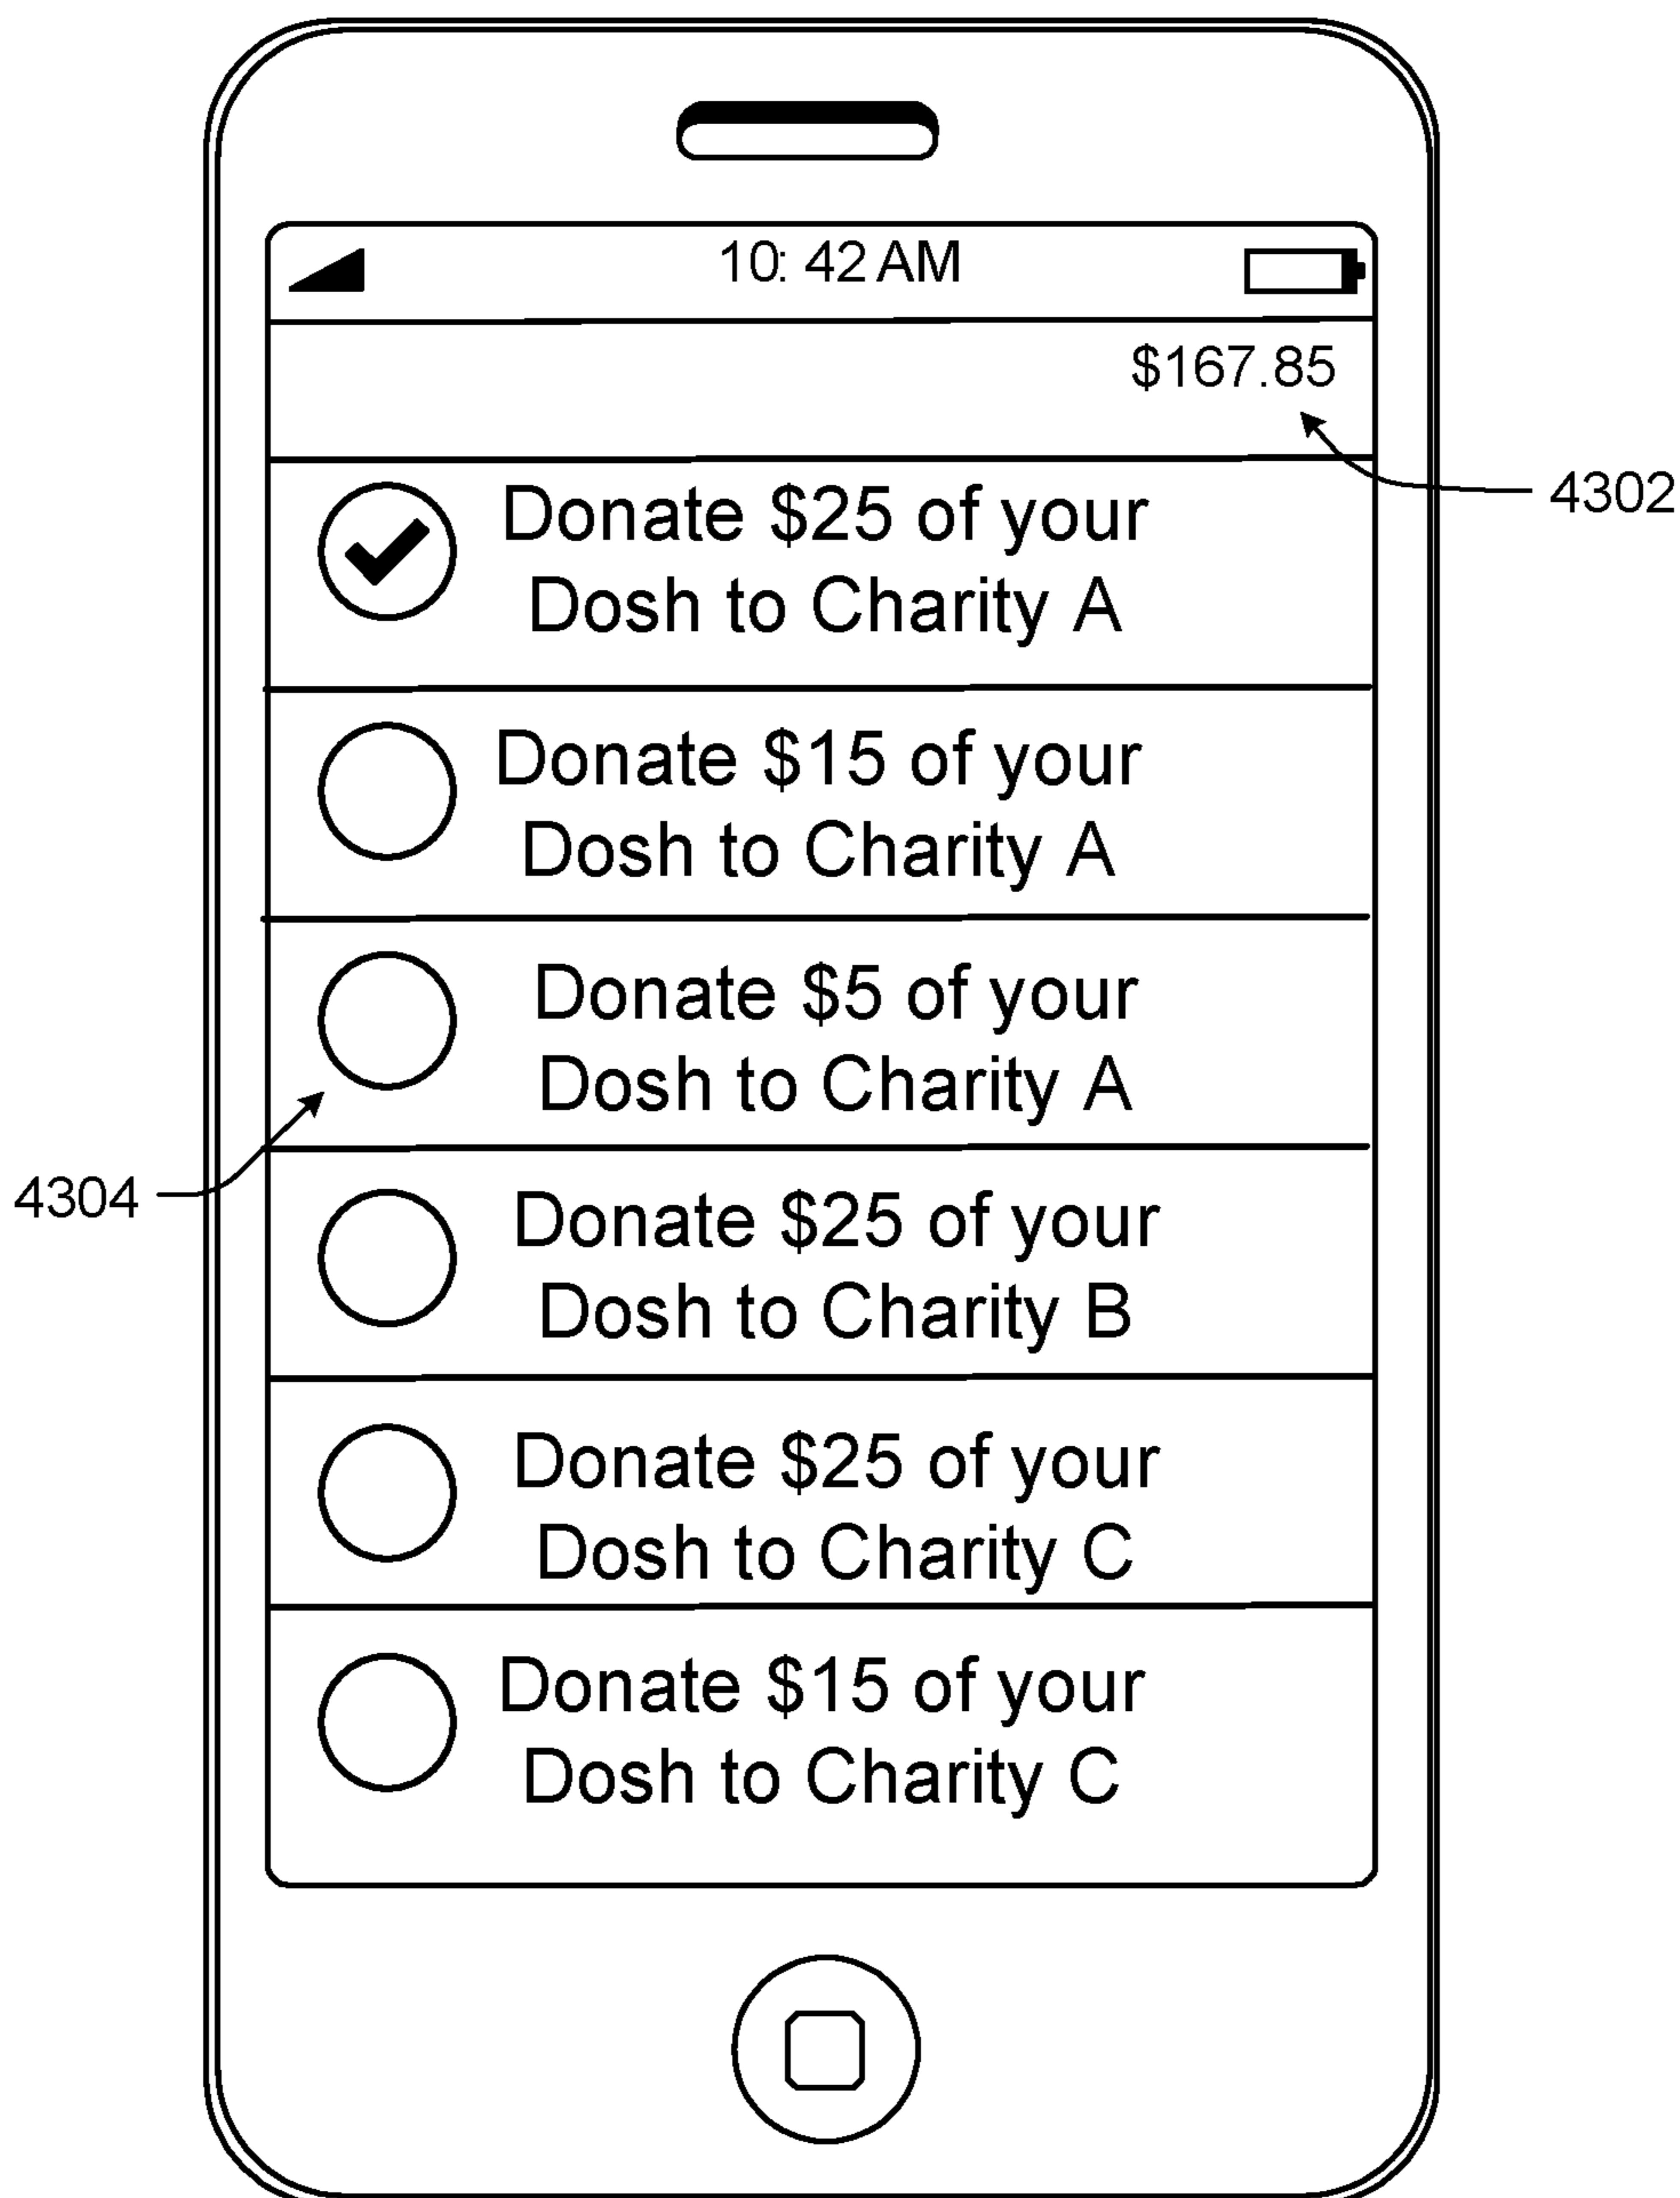 10: 42 AM
$167.85
4302
Donate $25 of your
Dosh to Charity A
Donate $15 of your
Dosh to Charity A
Donate $5 of your
Dosh to Charity A
4304
Donate $25 of your
Dosh to Charity B
Donate $25 of your
Dosh to Charity C
Donate $15 of your
Dosh to Charity C